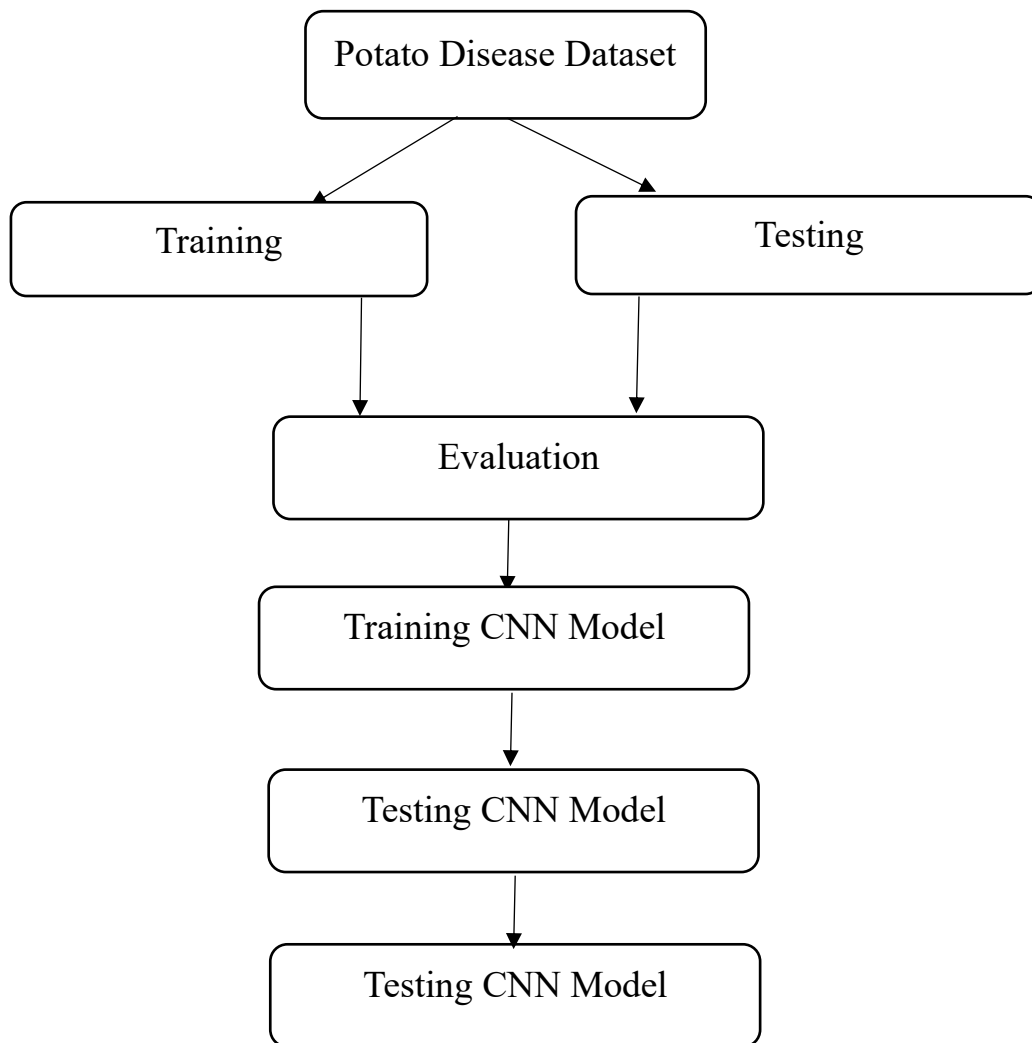 Potato Disease Dataset
Training
Testing
Evaluation
Training CNN Model
Testing CNN Model
Testing CNN Model